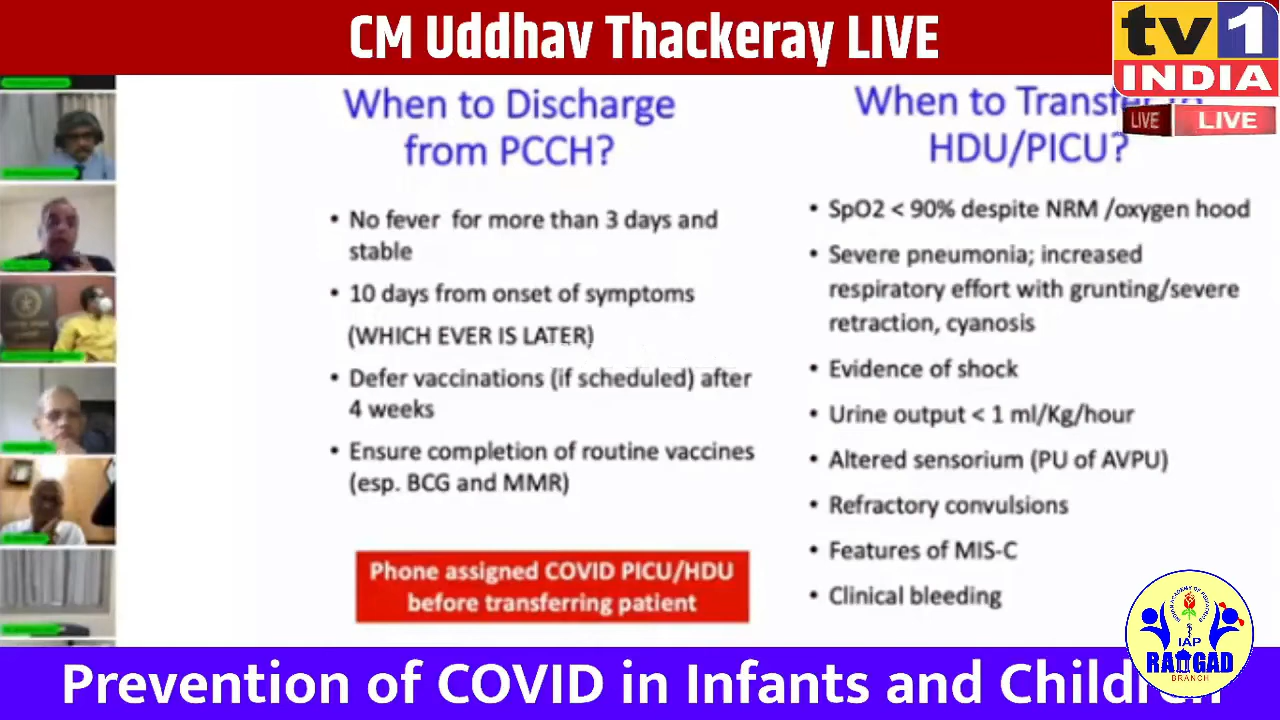 CM Uddhav Thackeray LIVE
tv1
INDIA
LIVE LIVE
When to Discharge
from PCCH?
• No fever for more than 3 days and
stable
• 10 days from onset of symptoms
(WHICH EVER IS LATER)
• Defer vaccinations (if scheduled) after
4 weeks
• Ensure completion of routine vaccines
(esp. BCG and MMR)
Phone assigned COVID PICU/HDU
before transferring patient
When to Transfer to
HDU/PICU?
• SpO2 < 90% despite NRM /oxygen hood
• Severe pneumonia; increased
respiratory effort with grunting/severe
retraction, cyanosis
• Evidence of shock
• Urine output < 1 ml/Kg/hour
• Altered sensorium (PU of AVPU)
• Refractory convulsions
• Features of MIS-C
• Clinical bleeding
IAP
RAIGAD
BRANCH
Prevention of COVID in Infants and Children